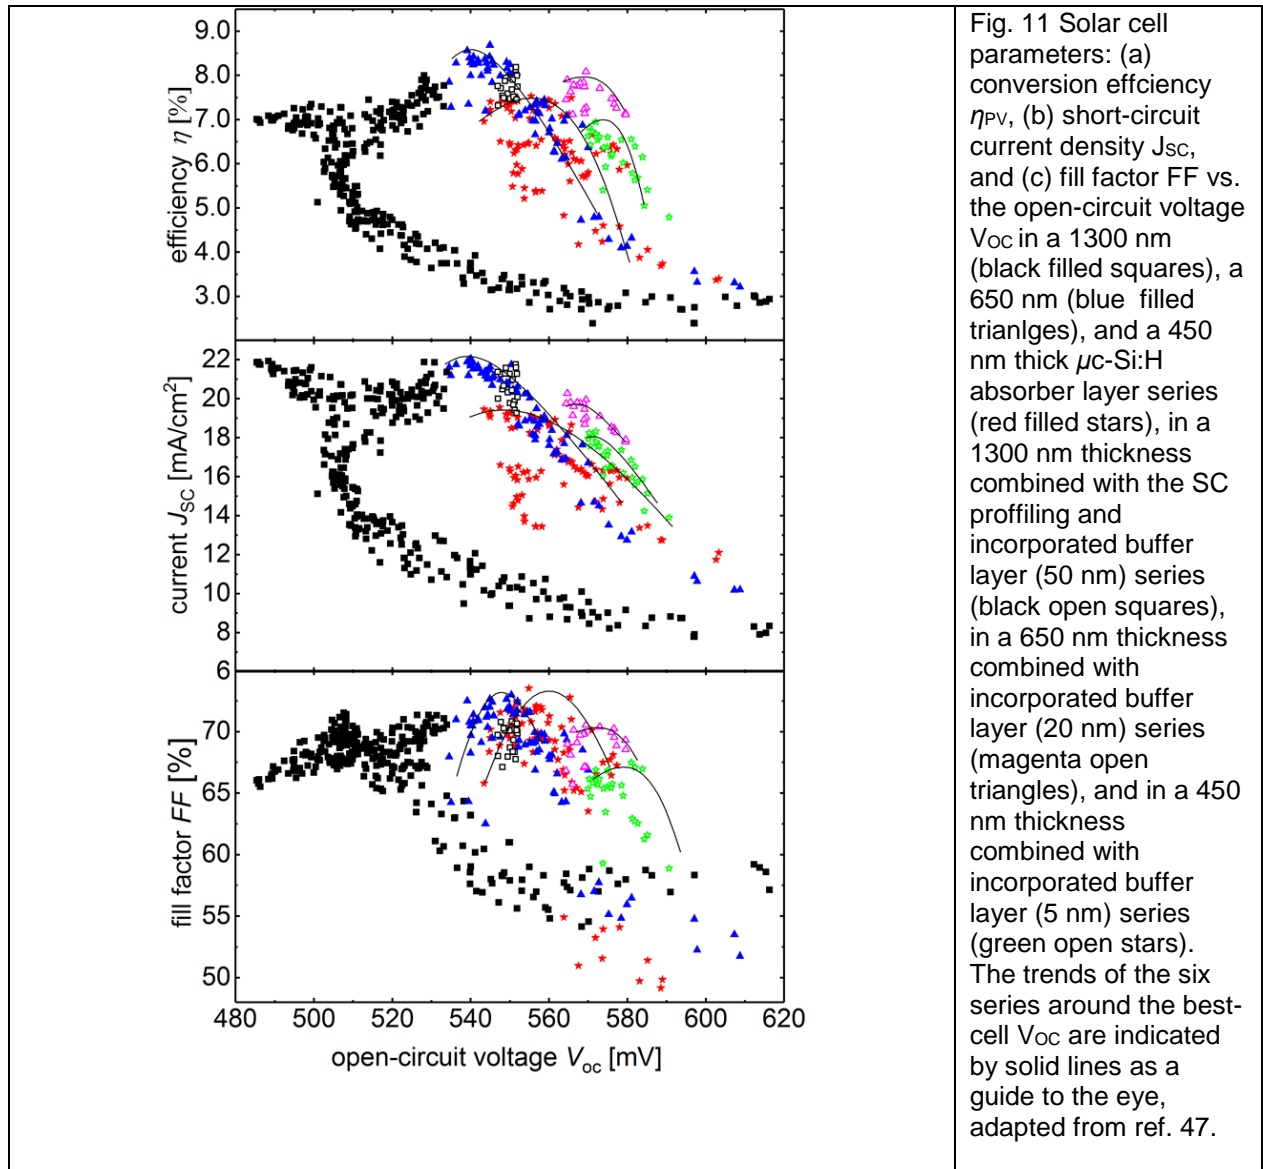 9.0
8.0
7.0
6.0
5.0
4.0
3.0
efficiency η [%]
22
20
18
16
14
12
10
8
6
current JSC [mA/cm2]
70
65
60
55
50
fill factor FF [%]
480 500 520 540 560 580 600 620
open-circuit voltage Voc [mV]
Fig. 11 Solar cell
parameters: (a)
conversion effciency
ηPV, (b) short-circuit
current density JSC,
and (c) fill factor FF vs.
the open-circuit voltage
VOC in a 1300 nm
(black filled squares), a
650 nm (blue filled
trianlges), and a 450
nm thick µc-Si:H
absorber layer series
(red filled stars), in a
1300 nm thickness
combined with the SC
proffiling and
incorporated buffer
layer (50 nm) series
(black open squares),
in a 650 nm thickness
combined with
incorporated buffer
layer (20 nm) series
(magenta open
triangles), and in a 450
nm thickness
combined with
incorporated buffer
layer (5 nm) series
(green open stars).
The trends of the six
series around the best-
cell VOC are indicated
by solid lines as a
guide to the eye,
adapted from ref. 47.